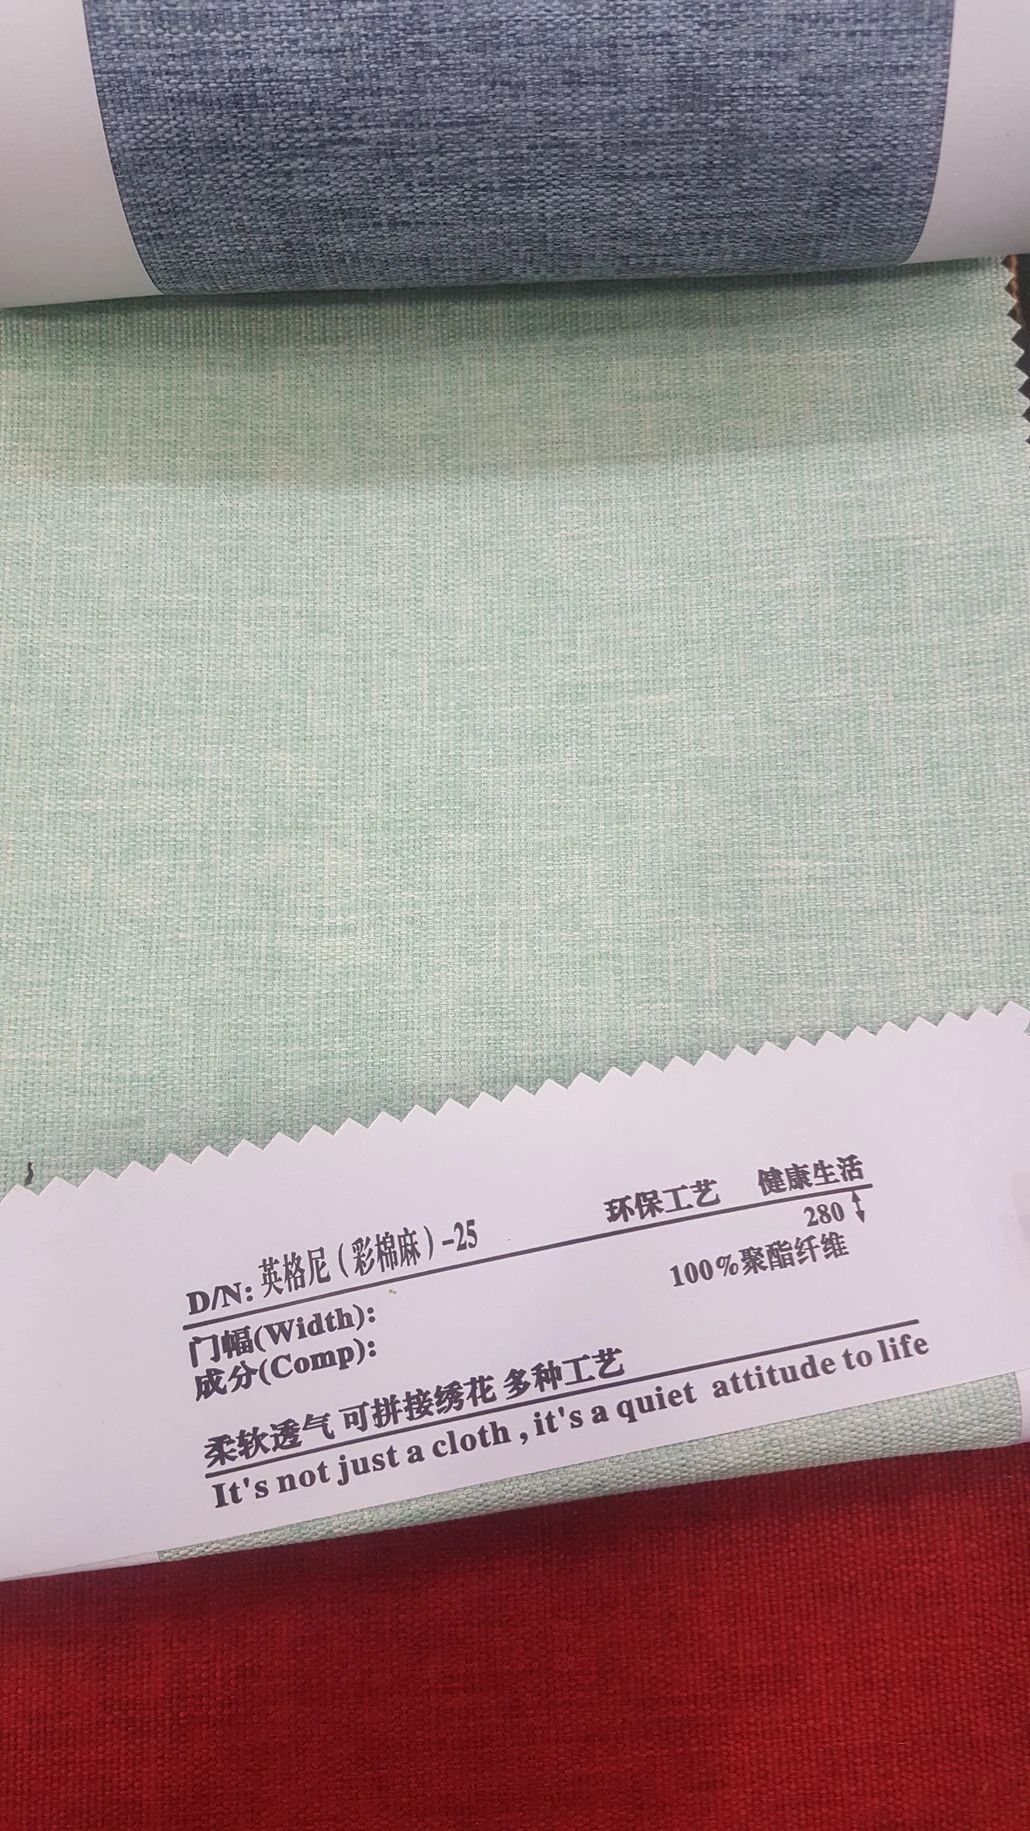 环保工艺 健康生活
D/N: 英格尼（彩棉麻）-25
门幅(Width): 280
成分(Comp): 100%聚酯纤维
柔软透气 可拼接绣花 多种工艺
It's not just a cloth , it's a quiet attitude to life